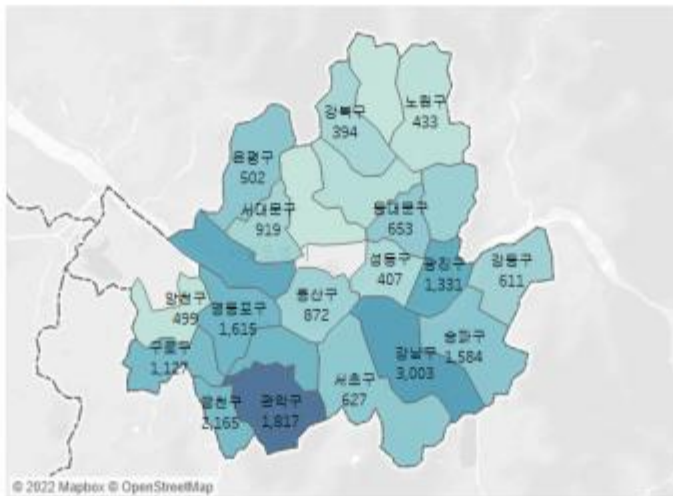 노원구
433
강북구
394
은평구
502
서대문구
919
동대문구
653
성동구
407
광진구
1,331
강동구
611
양천구
499
영등포구
1,615
용산구
872
송파구
1,584
강남구
3,003
구로구
1,127
서초구
627
금천구
2,165
관악구
1,817
© 2022 Mapbox © OpenStreetMap